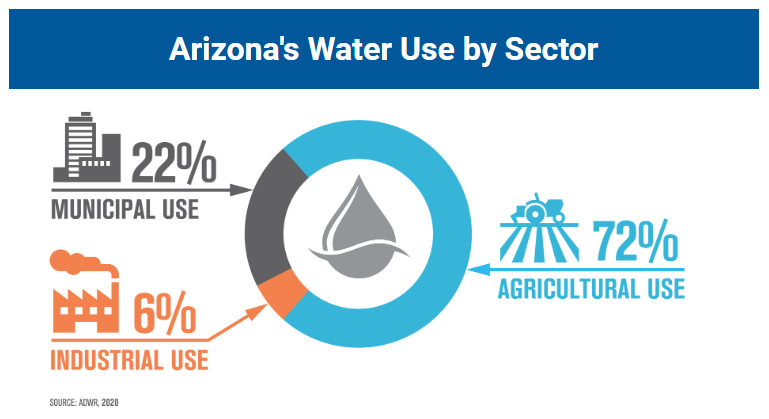 Arizona's Water Use by Sector
22%
MUNICIPAL USE
72%
AGRICULTURAL USE
6%
INDUSTRIAL USE
SOURCE: ADWR, 2020